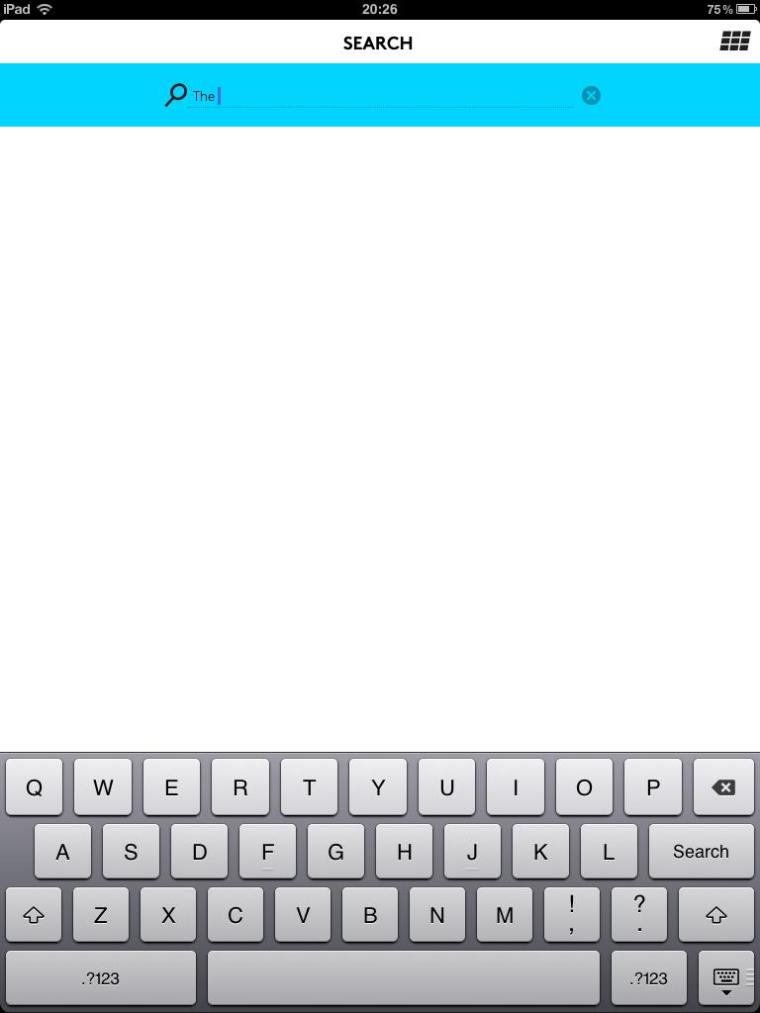 iPad 20:26 75%
SEARCH
The
Q W E R T Y U I O P
A S D F G H J K L Search
Z X C V B N M ! , ? .
.?123 .?123